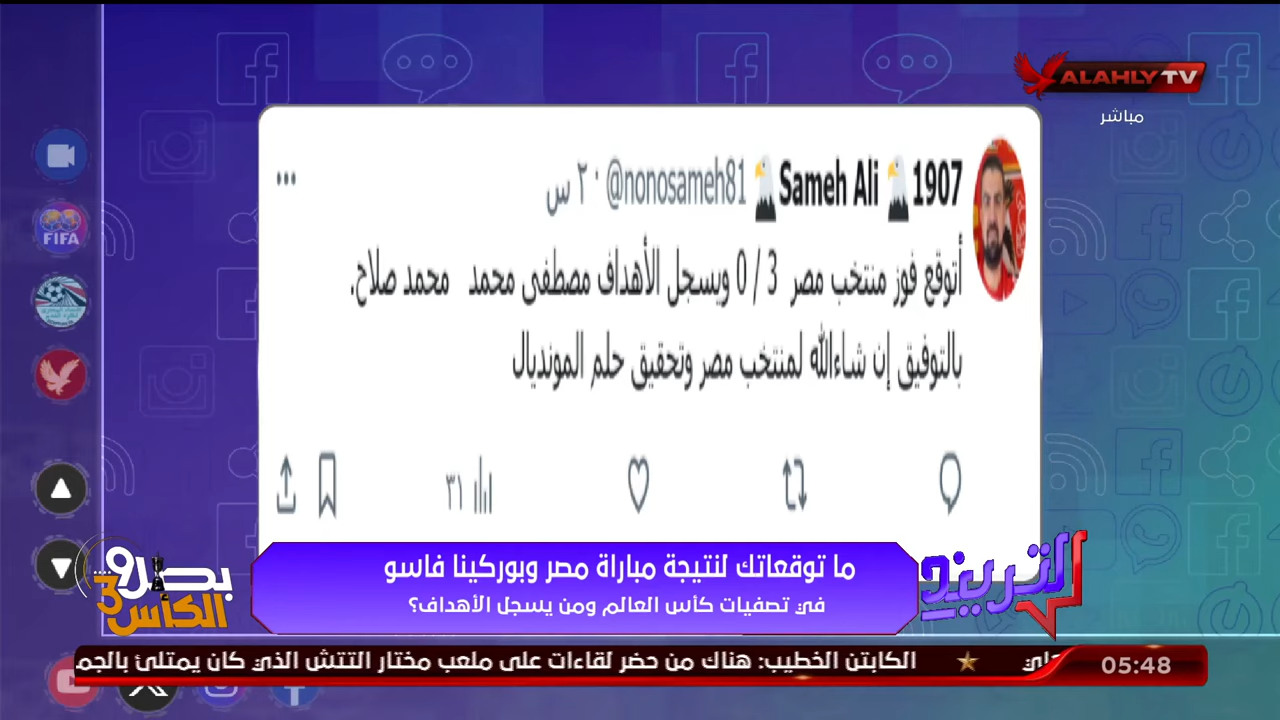 ALAHLY TV
مباشر
1907 Sameh Ali @nonosameh81 · ٢ س
أتوقع فوز منتخب مصر 3 / 0 ويسجل الأهداف مصطفى محمد محمد صلاح.
بالتوفيق إن شاءالله لمنتخب مصر وتحقيق حلم المونديال
٣١
FIFA
التريند
ما توقعاتك لنتيجة مباراة مصر وبوركينا فاسو
في تصفيات كأس العالم ومن يسجل الأهداف؟
الكأس
05:48
الكابتن الخطيب: هناك من حضر لقاءات على ملعب مختار التتش الذي كان يمتلئ